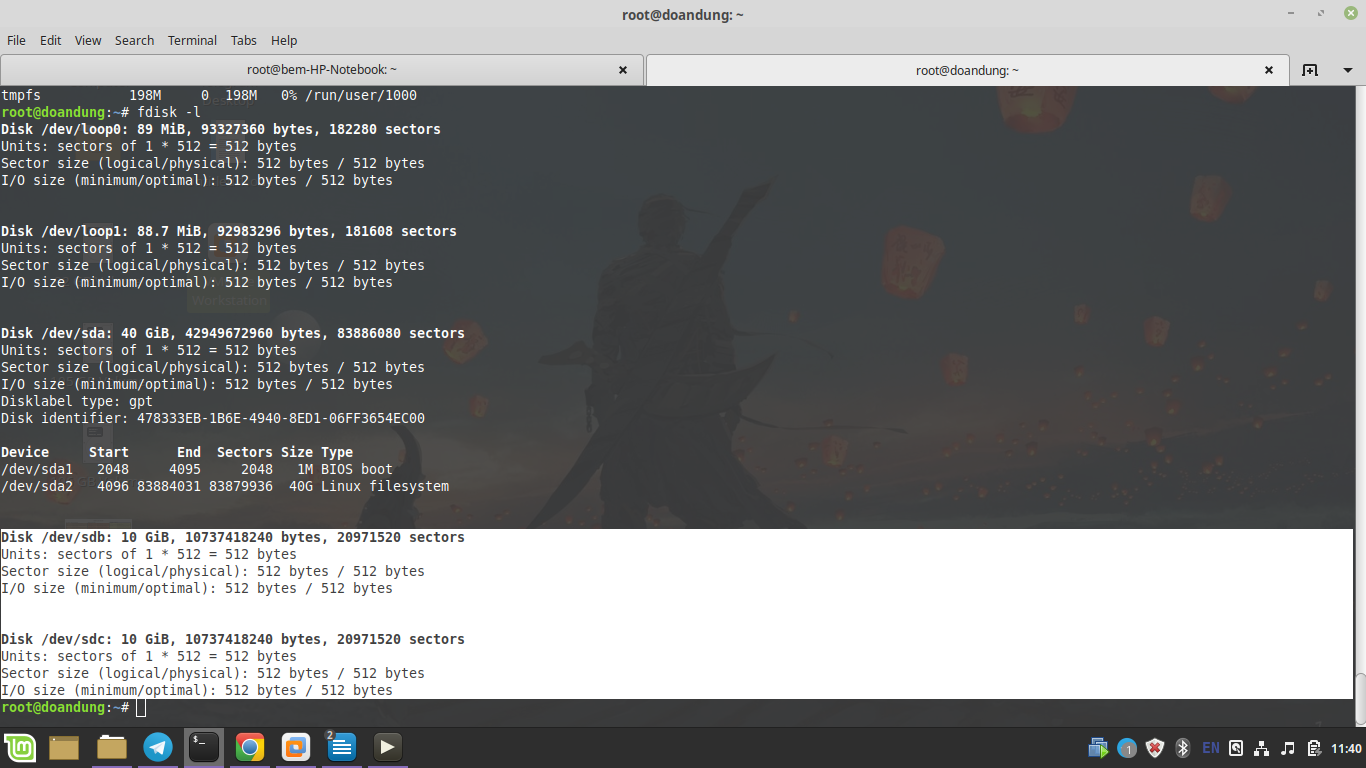 root@doandung: ~
File Edit View Search Terminal Tabs Help
root@bem-HP-Notebook: ~
root@doandung: ~
tmpfs 198M 0 198M 0% /run/user/1000
root@doandung:~# fdisk -l
Disk /dev/loop0: 89 MiB, 93327360 bytes, 182280 sectors
Units: sectors of 1 * 512 = 512 bytes
Sector size (logical/physical): 512 bytes / 512 bytes
I/O size (minimum/optimal): 512 bytes / 512 bytes
Disk /dev/loop1: 88.7 MiB, 92983296 bytes, 181608 sectors
Units: sectors of 1 * 512 = 512 bytes
Sector size (logical/physical): 512 bytes / 512 bytes
I/O size (minimum/optimal): 512 bytes / 512 bytes
Workstation
Disk /dev/sda: 40 GiB, 42949672960 bytes, 83886080 sectors
Units: sectors of 1 * 512 = 512 bytes
Sector size (logical/physical): 512 bytes / 512 bytes
I/O size (minimum/optimal): 512 bytes / 512 bytes
Disklabel type: gpt
Disk identifier: 478333EB-1B6E-4940-8ED1-06FF3654EC00
Device Start End Sectors Size Type
/dev/sda1 2048 4095 2048 1M BIOS boot
/dev/sda2 4096 83884031 83879936 40G Linux filesystem
Disk /dev/sdb: 10 GiB, 10737418240 bytes, 20971520 sectors
Units: sectors of 1 * 512 = 512 bytes
Sector size (logical/physical): 512 bytes / 512 bytes
I/O size (minimum/optimal): 512 bytes / 512 bytes
Disk /dev/sdc: 10 GiB, 10737418240 bytes, 20971520 sectors
Units: sectors of 1 * 512 = 512 bytes
Sector size (logical/physical): 512 bytes / 512 bytes
I/O size (minimum/optimal): 512 bytes / 512 bytes
root@doandung:~#
2
1 EN 11:40